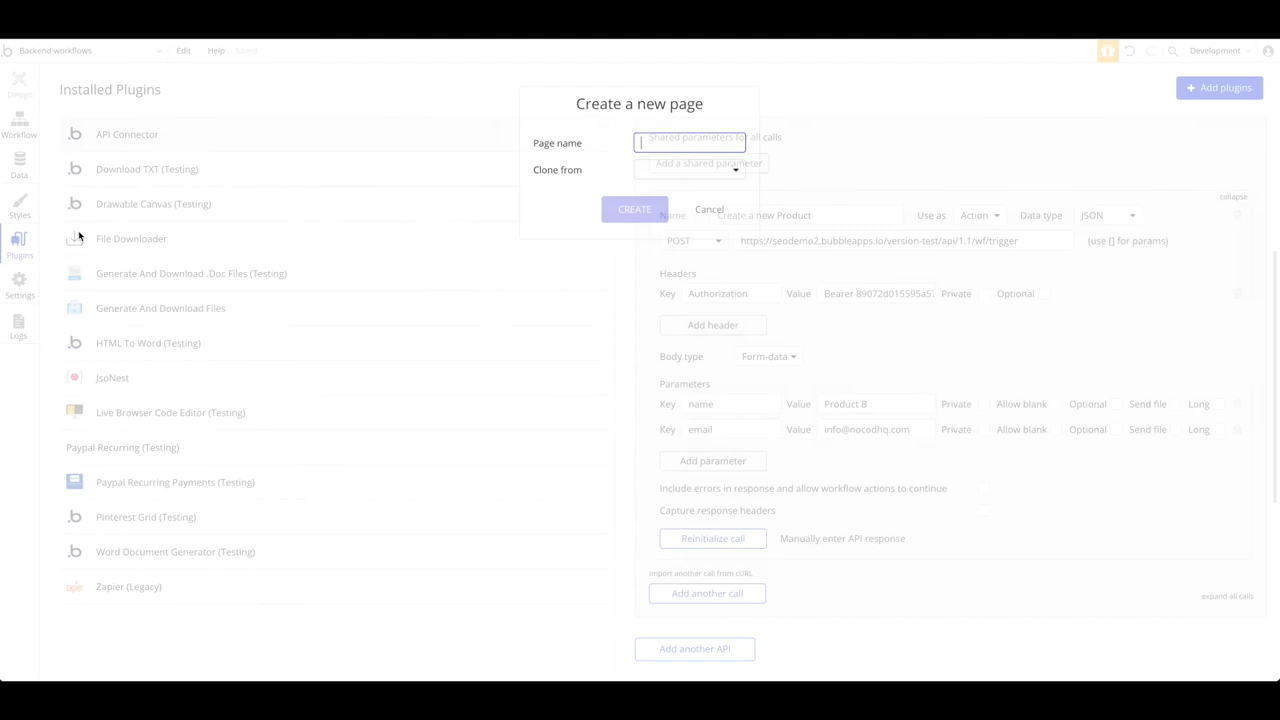 Backend workflows
Edit
Help
Saved
Development
Design
Workflow
Data
Styles
Plugins
Settings
Logs
Installed Plugins
Add plugins
API Connector
Download TXT (Testing)
Drawable Canvas (Testing)
File Downloader
Generate And Download .Doc Files (Testing)
Generate And Download Files
HTML To Word (Testing)
JsoNest
Live Browser Code Editor (Testing)
Paypal Recurring (Testing)
Paypal Recurring Payments (Testing)
Pinterest Grid (Testing)
Word Document Generator (Testing)
Zapier (Legacy)
Create a new page
Page name
Clone from
CREATE
Cancel
Shared parameters for all calls
Add a shared parameter
collapse
Name Create a new Product Use as Action Data type JSON
POST https://seodemo2.bubbleapps.io/version-test/api/1.1/wf/trigger (use [] for params)
Headers
Key Authorization Value Bearer 89072d015595a57 Private Optional
Add header
Body type Form-data
Parameters
Key name Value Product B Private Allow blank Optional Send file Long
Key email Value info@nocodhq.com Private Allow blank Optional Send file Long
Add parameter
Include errors in response and allow workflow actions to continue
Capture response headers
Reinitialize call Manually enter API response
Import another call from cURL
Add another call
expand all calls
Add another API